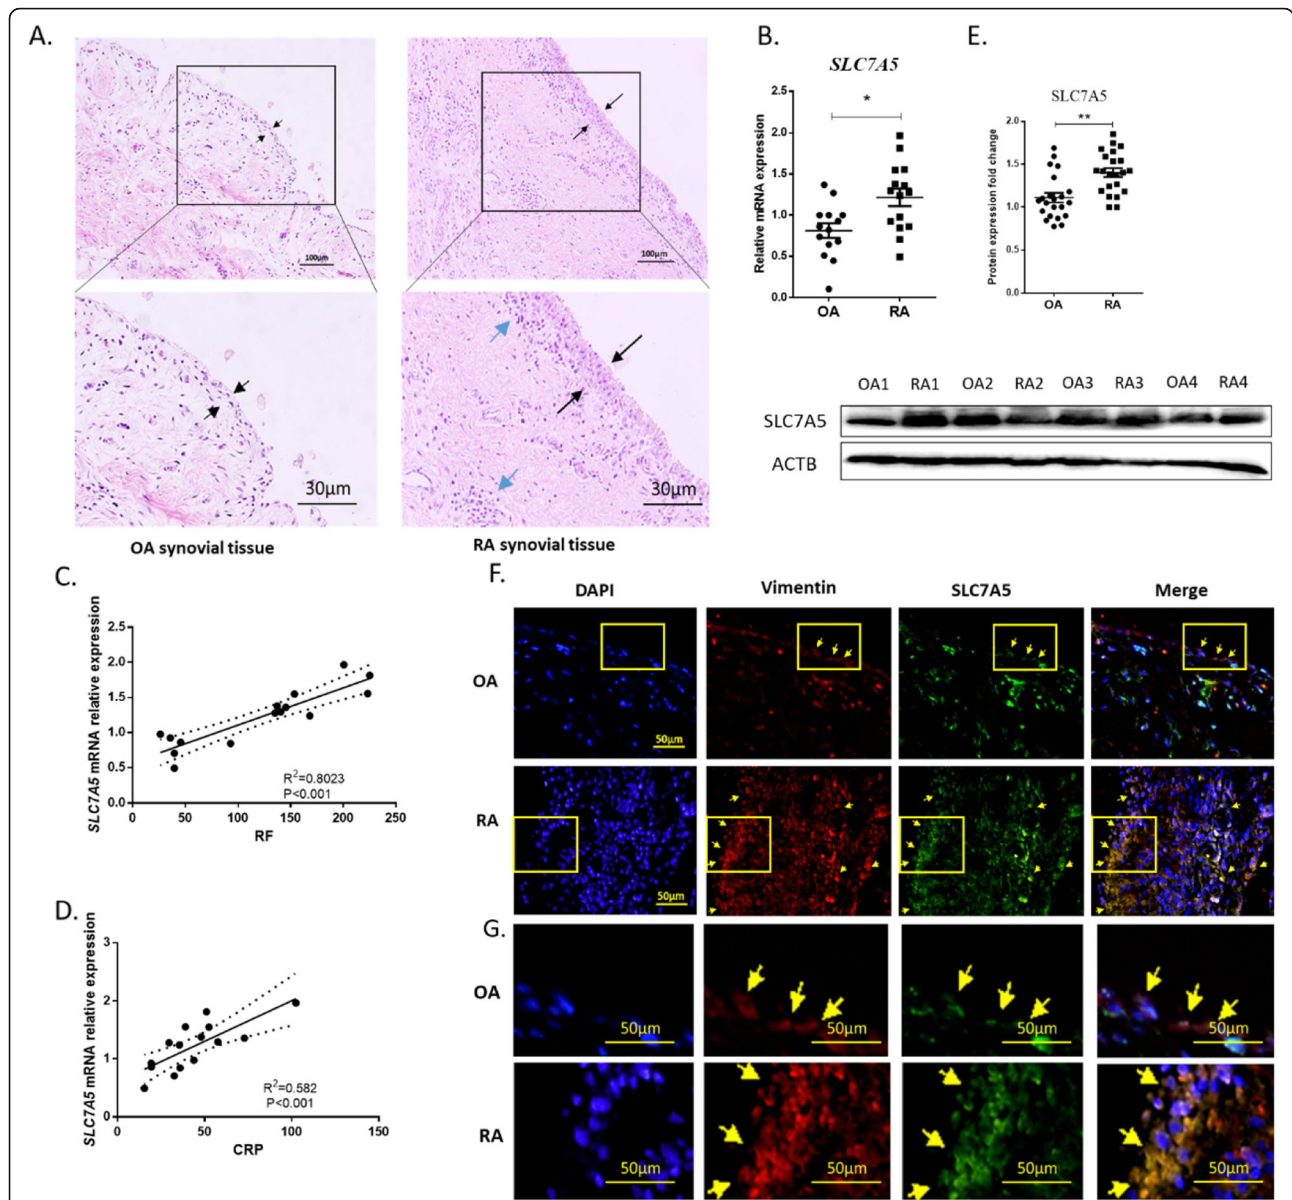 A.
100µm
100µm
30µm
30µm
OA synovial tissue
RA synovial tissue
B.
SLC7A5
*
Relative mRNA expression
2.5
2.0
1.5
1.0
0.5
0.0
OA
RA
E.
SLC7A5
**
Protein expression fold change
2.0
1.5
1.0
0.5
0.0
OA
RA
OA1 RA1 OA2 RA2 OA3 RA3 OA4 RA4
SLC7A5
ACTB
C.
SLC7A5 mRNA relative expression
2.5
2.0
1.5
1.0
0.5
0.0
0 50 100 150 200 250
R²=0.8023
P<0.001
RF
D.
SLC7A5 mRNA relative expression
3
2
1
0
0 50 100 150
R²=0.582
P<0.001
CRP
F.
DAPI Vimentin SLC7A5 Merge
OA
50µm
RA
50µm
G.
OA
50µm 50µm 50µm 50µm
RA
50µm 50µm 50µm 50µm